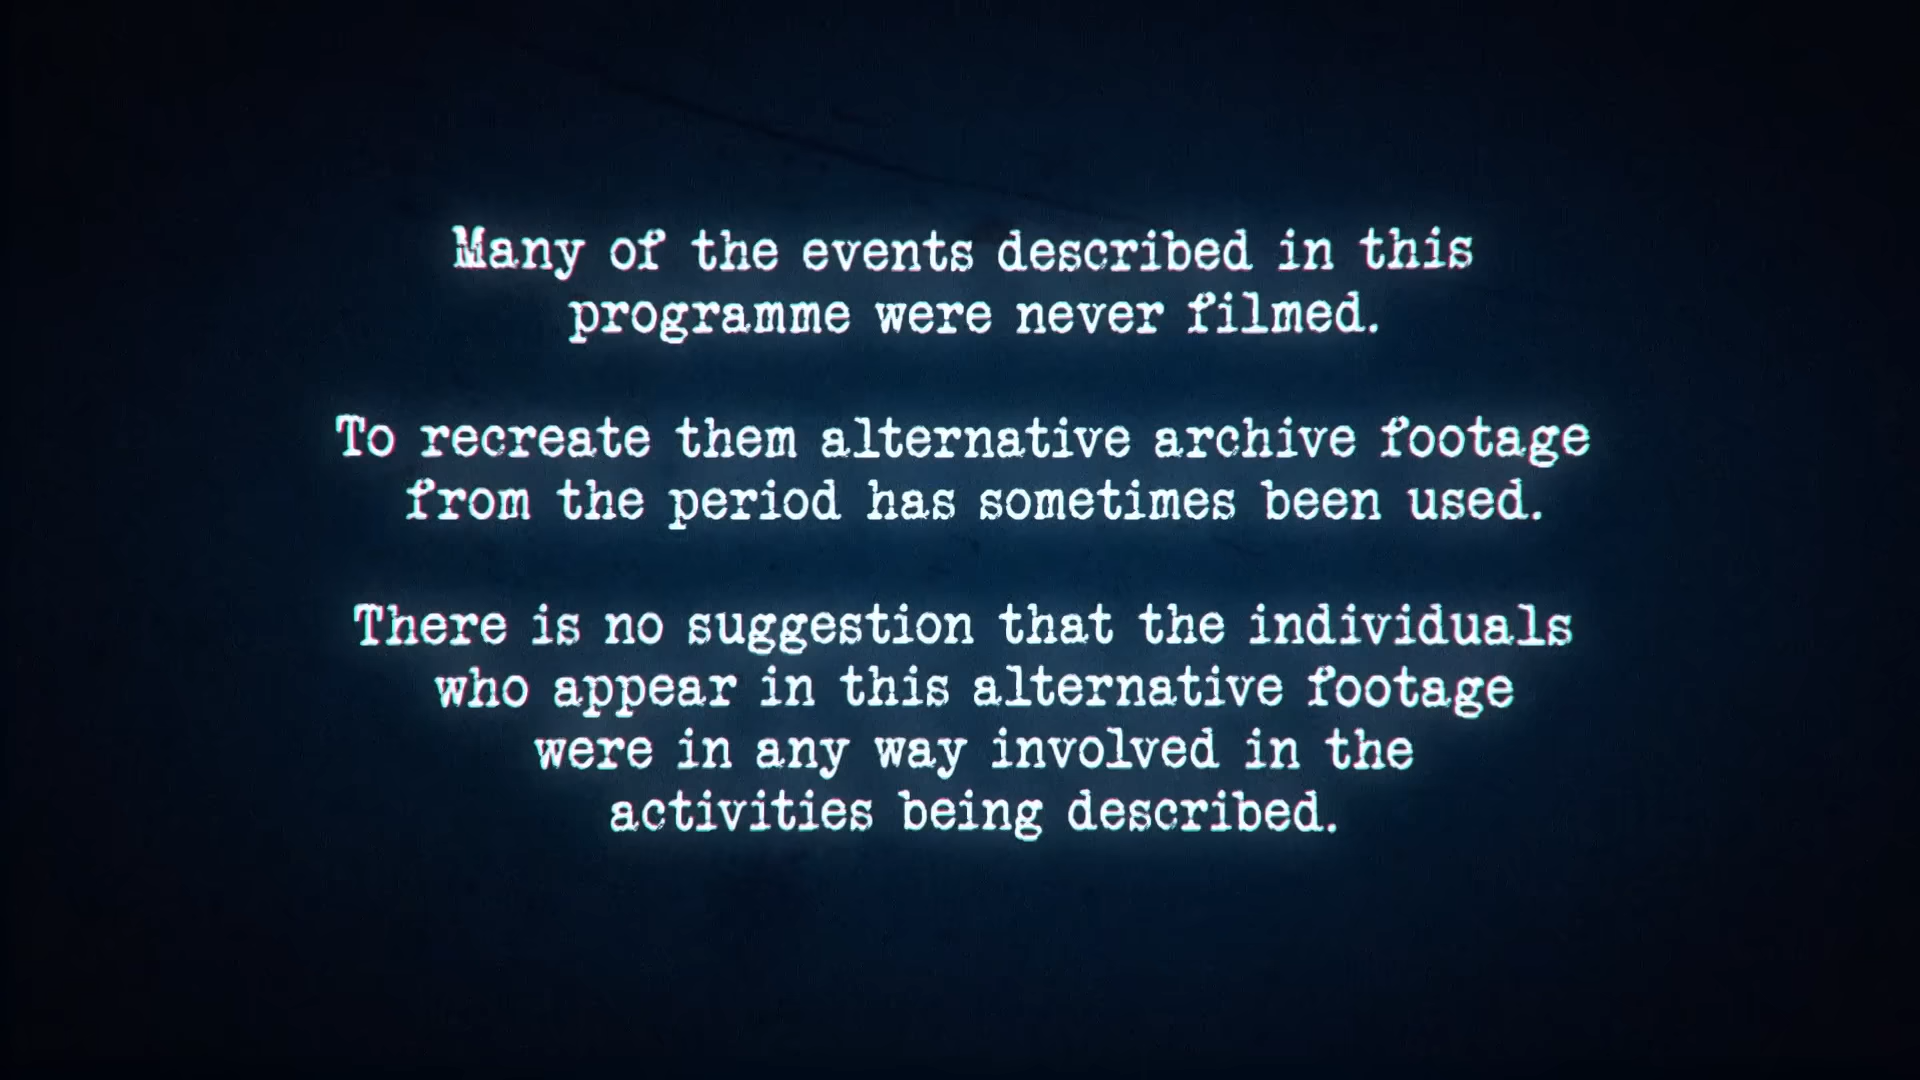 Many of the events described in this
programme were never filmed.
To recreate them alternative archive footage
from the period has sometimes been used.
There is no suggestion that the individuals
who appear in this alternative footage
were in any way involved in the
activities being described.